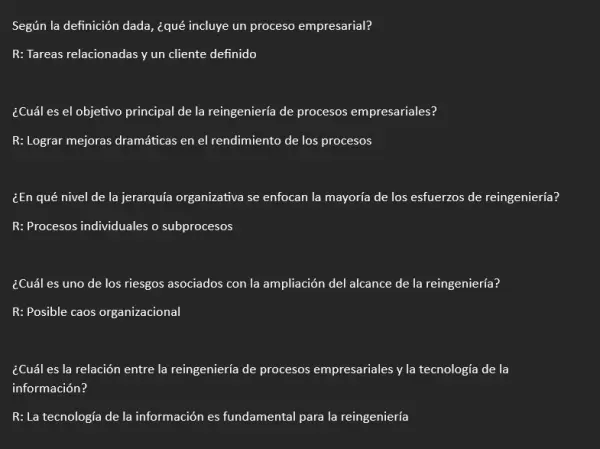 Según la definición dada, ¿qué incluye un proceso empresarial?
R: Tareas relacionadas y un cliente definido
¿Cuál es el objetivo principal de la reingeniería de procesos empresariales?
R: Lograr mejoras dramáticas en el rendimiento de los procesos
¿En qué nivel de la jerarquía organizativa se enfocan la mayoría de los esfuerzos de reingeniería?
R: Procesos individuales o subprocesos
¿Cuál es uno de los riesgos asociados con la ampliación del alcance de la reingeniería?
R: Posible caos organizacional
¿Cuál es la relación entre la reingeniería de procesos empresariales y la tecnología de la
información?
R: La tecnología de la información es fundamental para la reingeniería